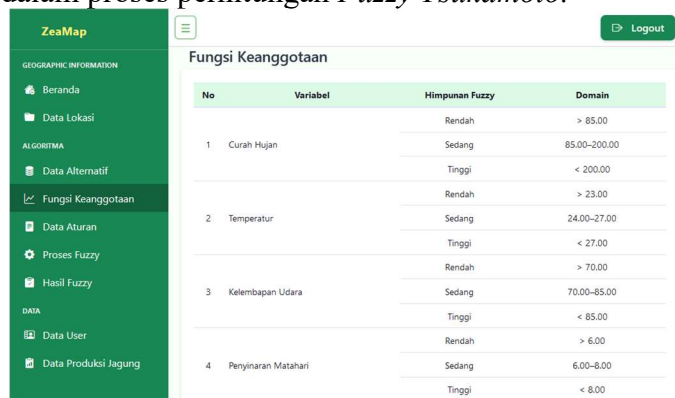 dalam proses perhitungan Fuzzy Tsukamoto.
ZeaMap
Logout
GEOGRAPHIC INFORMATION
Beranda
Data Lokasi
ALGORITMA
Data Alternatif
Fungsi Keanggotaan
Data Aturan
Proses Fuzzy
Hasil Fuzzy
DATA
Data User
Data Produksi Jagung
Fungsi Keanggotaan
No Variabel Himpunan Fuzzy Domain
Rendah > 85.00
1 Curah Hujan Sedang 85.00–200.00
Tinggi < 200.00
Rendah > 23.00
2 Temperatur Sedang 24.00–27.00
Tinggi < 27.00
Rendah > 70.00
3 Kelembapan Udara Sedang 70.00–85.00
Tinggi < 85.00
Rendah > 6.00
4 Penyinaran Matahari Sedang 6.00–8.00
Tinggi < 8.00